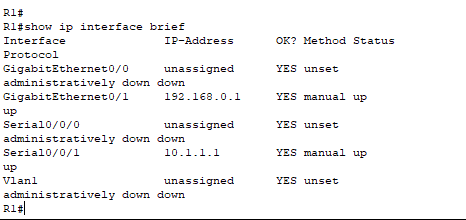 R1#
R1#show ip interface brief
Interface IP-Address OK? Method Status
Protocol
GigabitEthernet0/0 unassigned YES unset
administratively down down
GigabitEthernet0/1 192.168.0.1 YES manual up
up
Serial0/0/0 unassigned YES unset
administratively down down
Serial0/0/1 10.1.1.1 YES manual up
up
Vlan1 unassigned YES unset
administratively down down
R1#